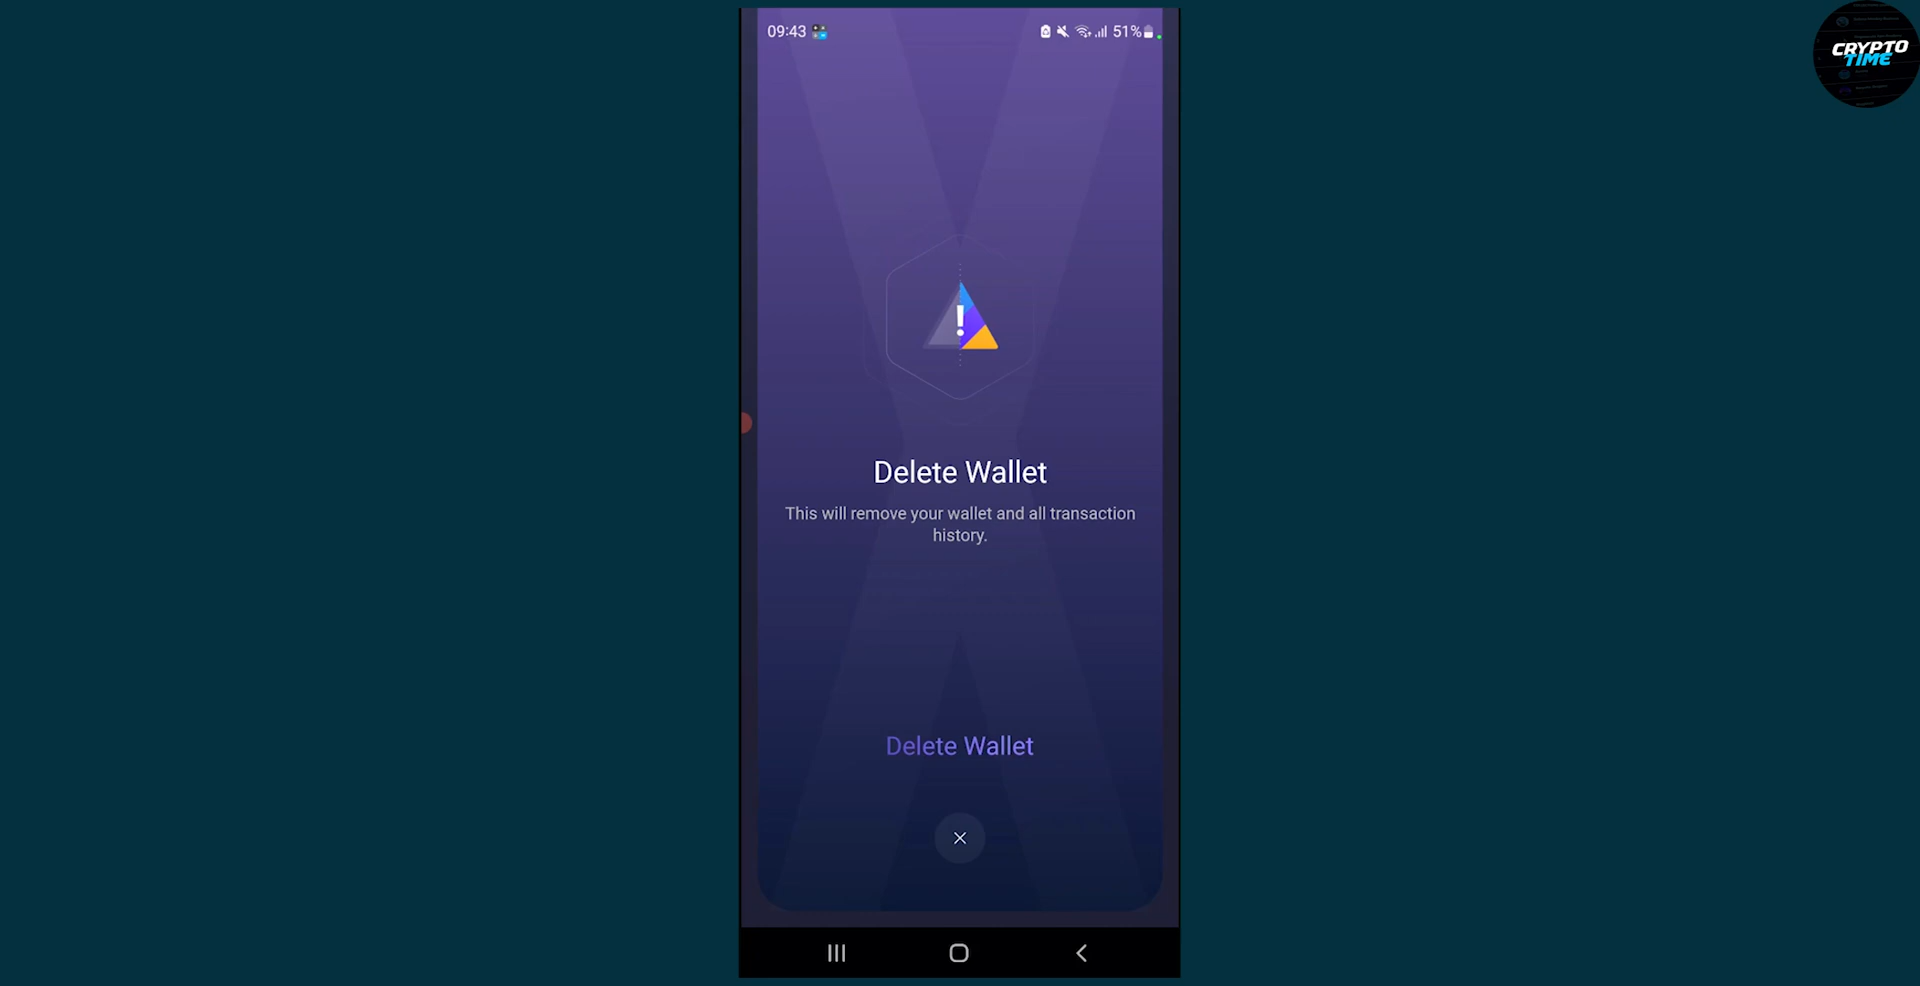 09:43
51%
CRYPTO
TIME
Delete Wallet
This will remove your wallet and all transaction
history.
Delete Wallet